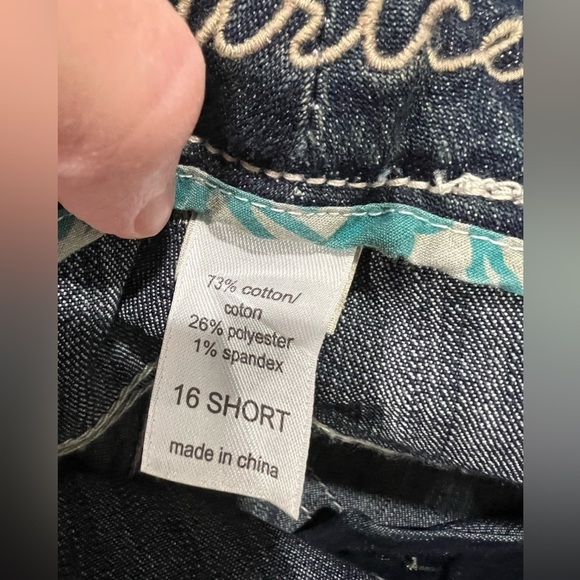 73% cotton/
coton
26% polyester
1% spandex
16 SHORT
made in china